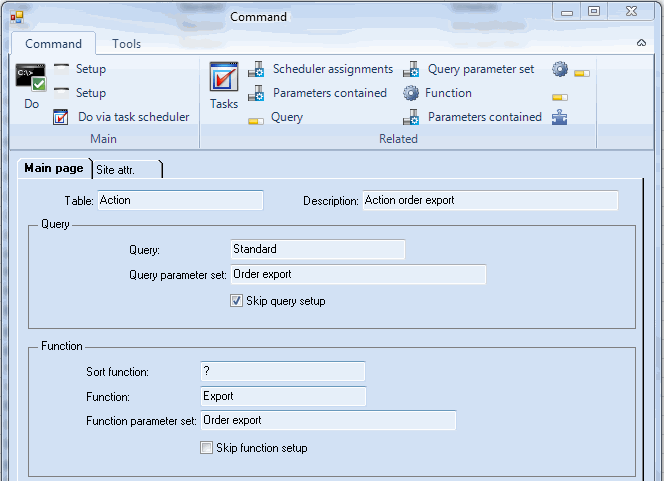 Command
Command Tools
Setup
Setup
Do
Do via task scheduler
Main
Tasks
Scheduler assignments
Parameters contained
Query
Query parameter set
Function
Parameters contained
Related
Main page Site attr.
Table: Action Description: Action order export
Query
Query: Standard
Query parameter set: Order export
Skip query setup
Function
Sort function: ?
Function: Export
Function parameter set: Order export
Skip function setup